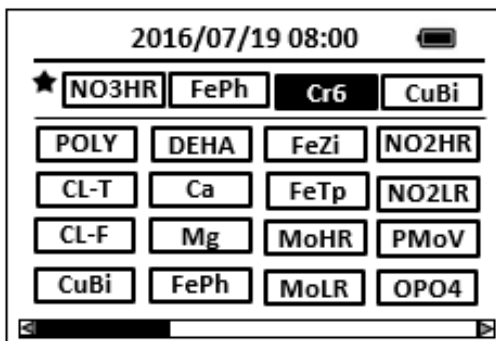 2016/07/19 08:00
NO3HR FePh Cr6 CuBi
POLY DEHA FeZi NO2HR
CL-T Ca FeTp NO2LR
CL-F Mg MoHR PMoV
CuBi FePh MoLR OPO4